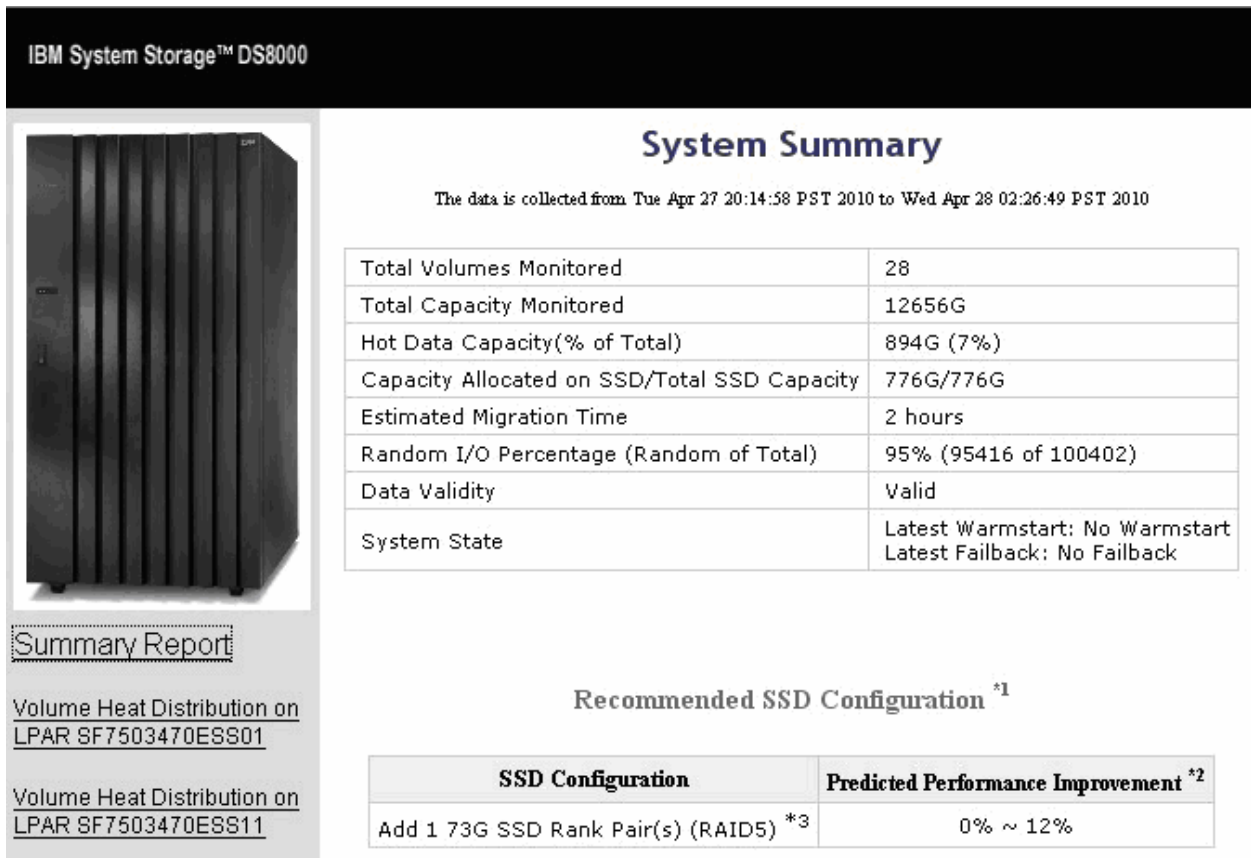 IBM System Storage™ DS8000
System Summary
The data is collected from Tue Apr 27 20:14:58 PST 2010 to Wed Apr 28 02:26:49 PST 2010
Total Volumes Monitored 28
Total Capacity Monitored 12656G
Hot Data Capacity(% of Total) 894G (7%)
Capacity Allocated on SSD/Total SSD Capacity 776G/776G
Estimated Migration Time 2 hours
Random I/O Percentage (Random of Total) 95% (95416 of 100402)
Data Validity Valid
System State Latest Warmstart: No Warmstart
Latest Failback: No Failback
Summary Report
Volume Heat Distribution on
LPAR SF7503470ESS01
Volume Heat Distribution on
LPAR SF7503470ESS11
Recommended SSD Configuration *1
SSD Configuration Predicted Performance Improvement *2
Add 1 73G SSD Rank Pair(s) (RAID5) *3 0% ~ 12%